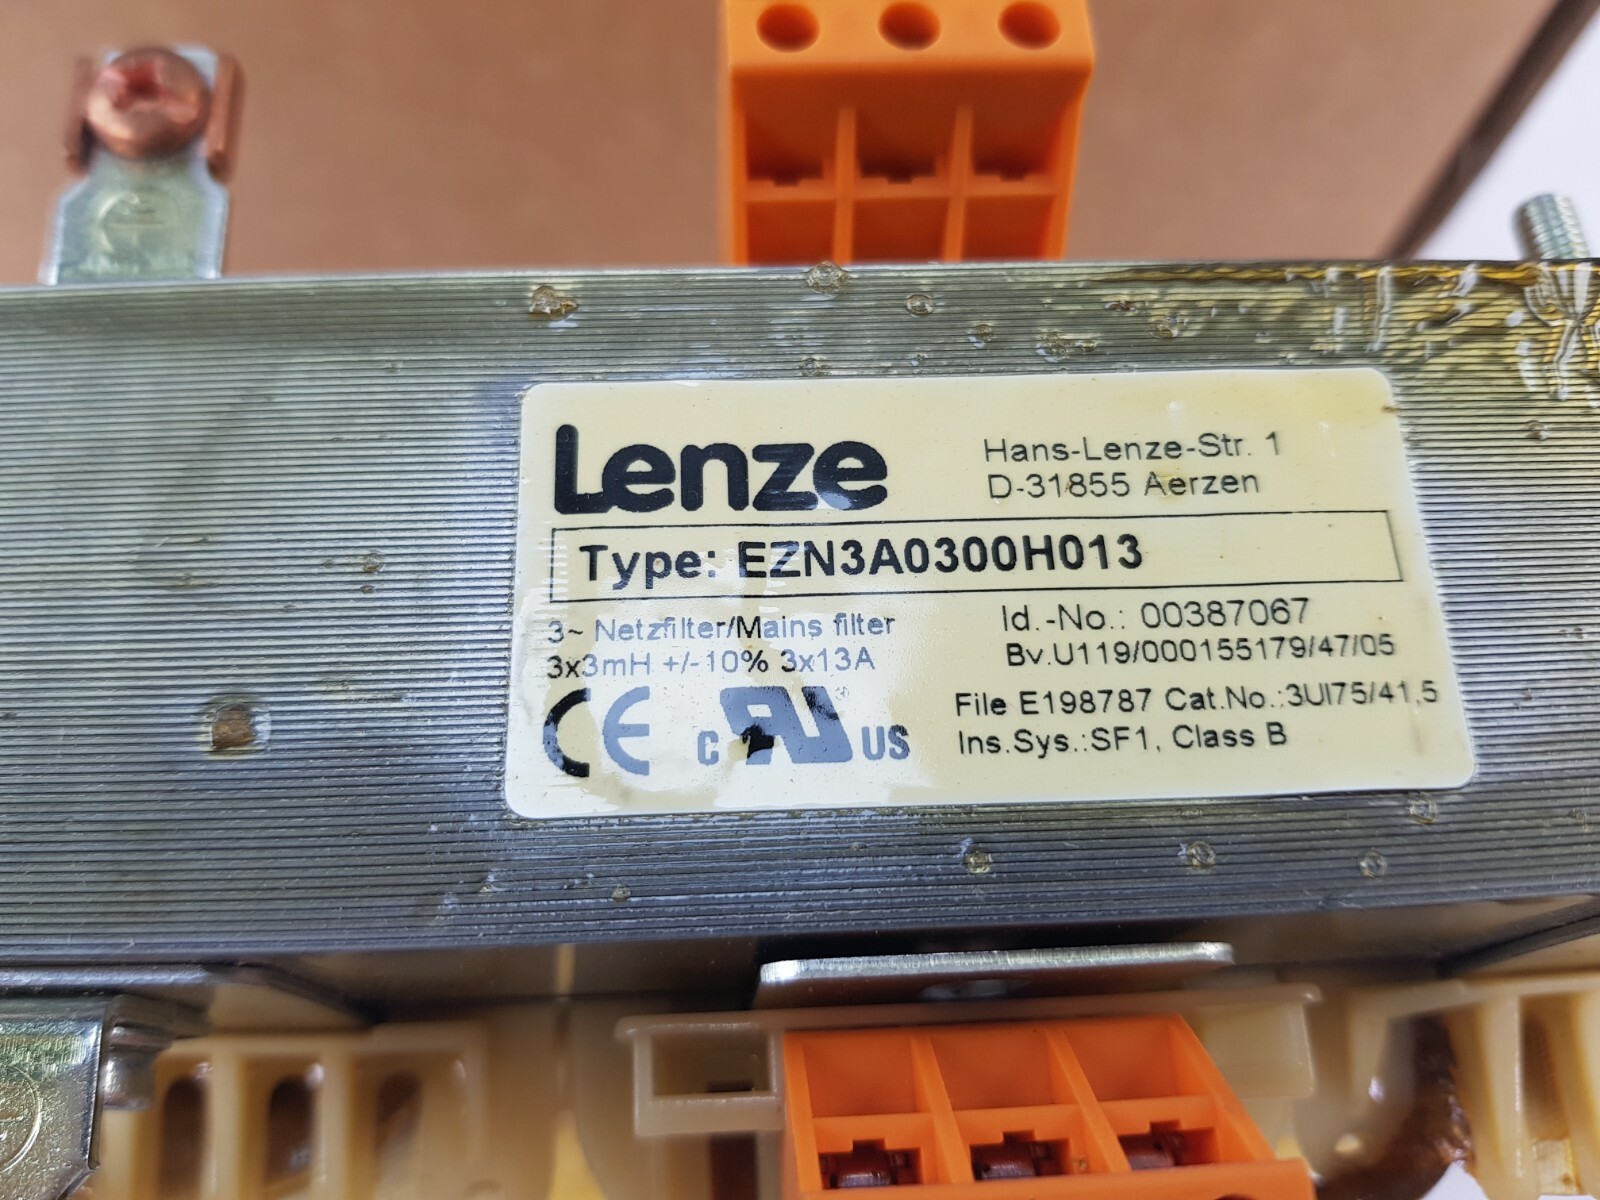 Lenze
Hans-Lenze-Str. 1
D-31855 Aerzen
Type: EZN3A0300H013
3~ Netzfilter/Mains filter
3x3mH +/-10% 3x13A
Id.-No.: 00387067
Bv.U119/000155179/47/05
CE c RU ® US
File E198787 Cat.No.:3UI75/41,5
Ins.Sys.:SF1, Class B